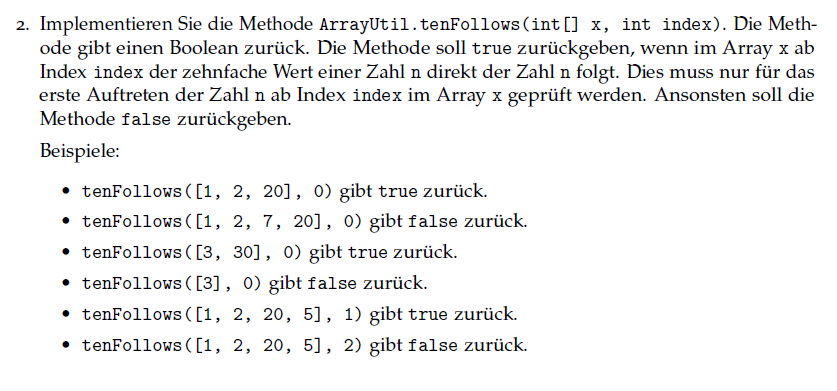 2. Implementieren Sie die Methode ArrayUtil.tenFollows(int[] x, int index). Die Meth-
ode gibt einen Boolean zurück. Die Methode soll true zurückgeben, wenn im Array x ab
Index index der zehnfache Wert einer Zahl n direkt der Zahl n folgt. Dies muss nur für das
erste Auftreten der Zahl n ab Index index im Array x geprüft werden. Ansonsten soll die
Methode false zurückgeben.
Beispiele:
• tenFollows([1, 2, 20], 0) gibt true zurück.
• tenFollows([1, 2, 7, 20], 0) gibt false zurück.
• tenFollows([3, 30], 0) gibt true zurück.
• tenFollows([3], 0) gibt false zurück.
• tenFollows([1, 2, 20, 5], 1) gibt true zurück.
• tenFollows([1, 2, 20, 5], 2) gibt false zurück.